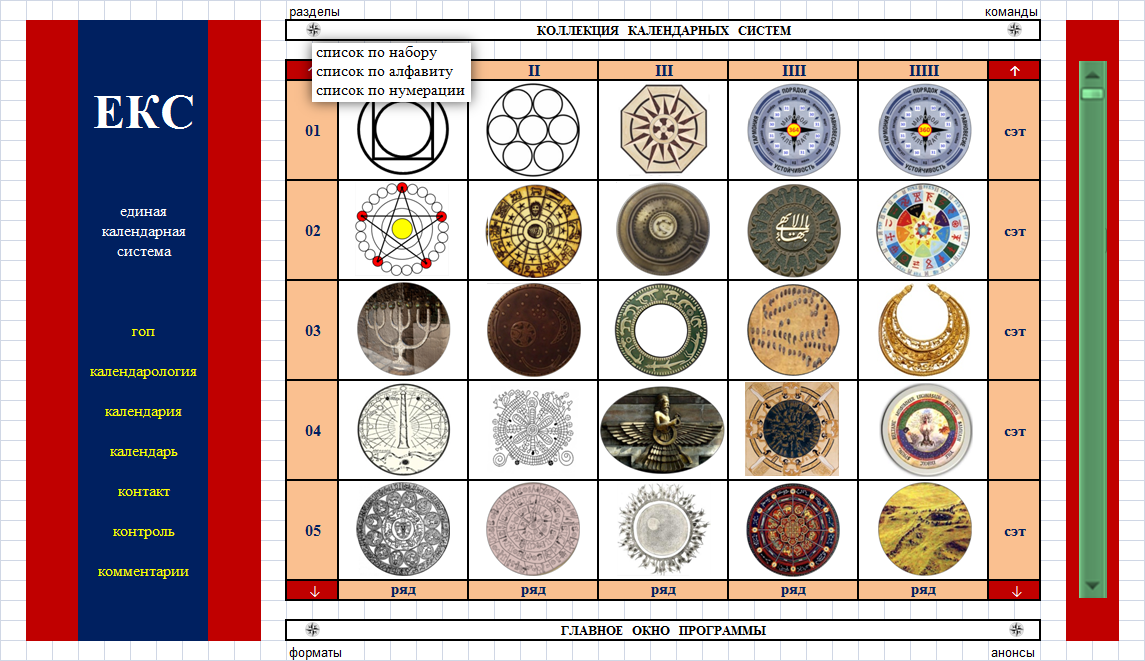 разделы
команды
КОЛЛЕКЦИЯ КАЛЕНДАРНЫХ СИСТЕМ
список по набору
список по алфавиту
список по нумерации
ЕКС
единая
календарная
система
гоп
календарология
календария
календарь
контакт
контроль
комментарии
↑ II III IIII IIIII ↑
01 сэт
ПОРЯДОК
ГАРМОНИЯ
РАВНОВЕСИЕ
УСТОЙЧИВОСТЬ
364
ПОРЯДОК
ГАРМОНИЯ
РАВНОВЕСИЕ
УСТОЙЧИВОСТЬ
360
02 сэт
03 сэт
04 сэт
05 сэт
↓ ряд ряд ряд ряд ряд ↓
ГЛАВНОЕ ОКНО ПРОГРАММЫ
форматы
анонсы